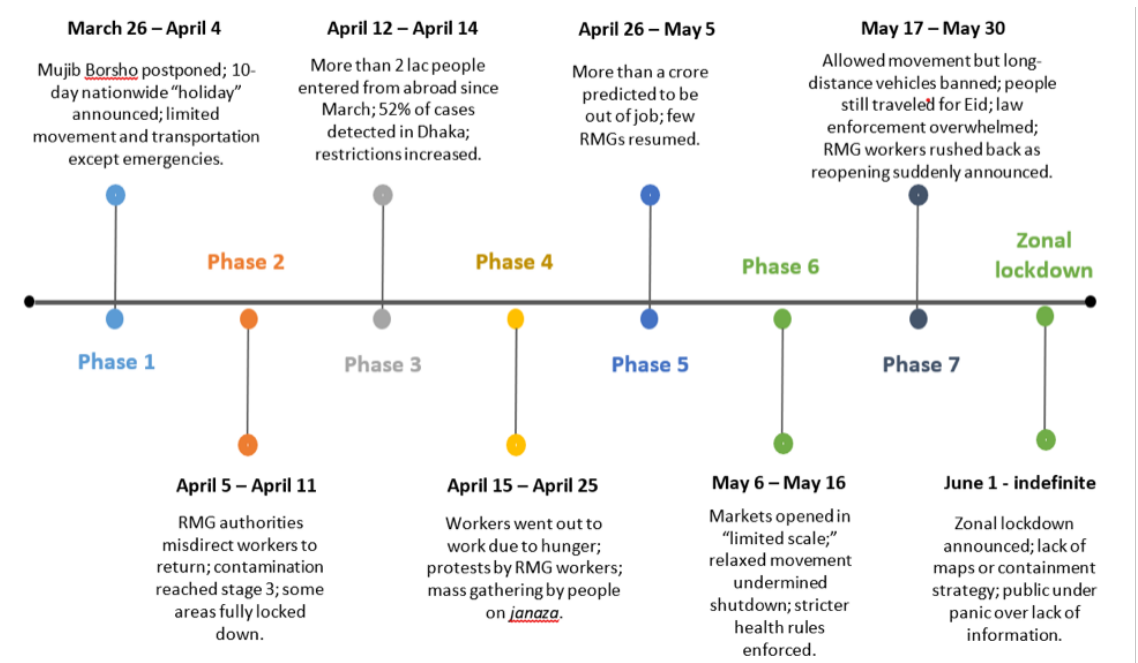 March 26 – April 4
Mujib Borsho postponed; 10-
day nationwide “holiday”
announced; limited
movement and transportation
except emergencies.
April 12 – April 14
More than 2 lac people
entered from abroad since
March; 52% of cases
detected in Dhaka;
restrictions increased.
April 26 – May 5
More than a crore
predicted to be
out of job; few
RMGs resumed.
May 17 – May 30
Allowed movement but long-
distance vehicles banned; people
still traveled for Eid; law
enforcement overwhelmed;
RMG workers rushed back as
reopening suddenly announced.
Phase 2
Phase 4
Phase 6
Zonal
lockdown
Phase 1
Phase 3
Phase 5
Phase 7
April 5 – April 11
RMG authorities
misdirect workers to
return; contamination
reached stage 3; some
areas fully locked
down.
April 15 – April 25
Workers went out to
work due to hunger;
protests by RMG workers;
mass gathering by people
on janaza.
May 6 – May 16
Markets opened in
“limited scale;”
relaxed movement
undermined
shutdown; stricter
health rules
enforced.
June 1 - indefinite
Zonal lockdown
announced; lack of
maps or containment
strategy; public under
panic over lack of
information.